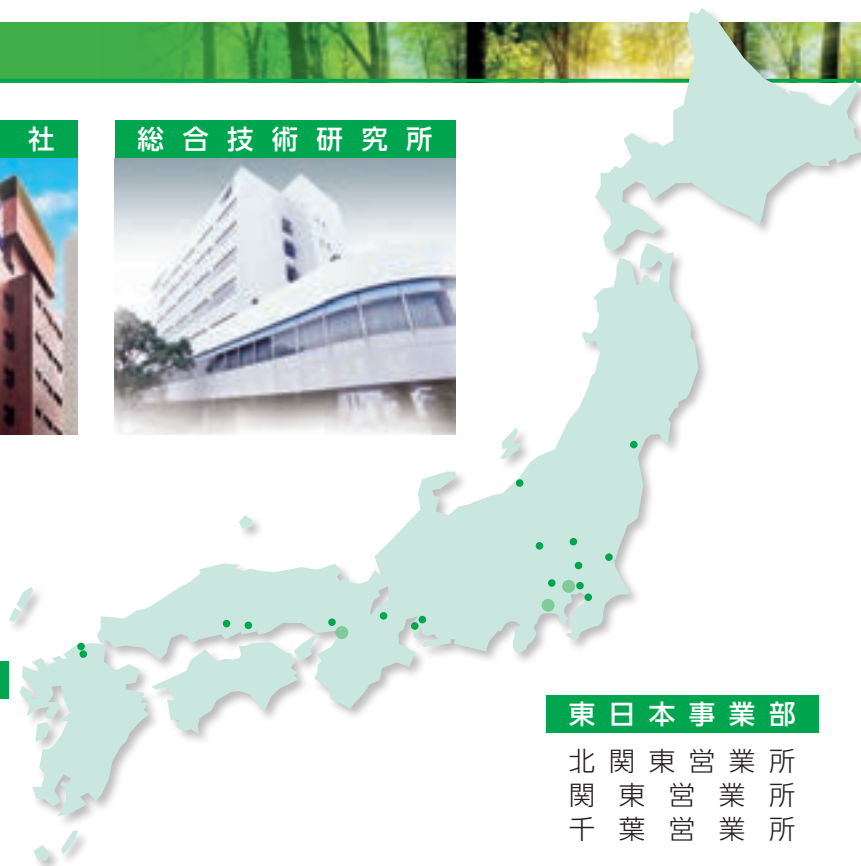 社
総合技術研究所
東日本事業部
北関東営業所
関東営業所
千葉営業所